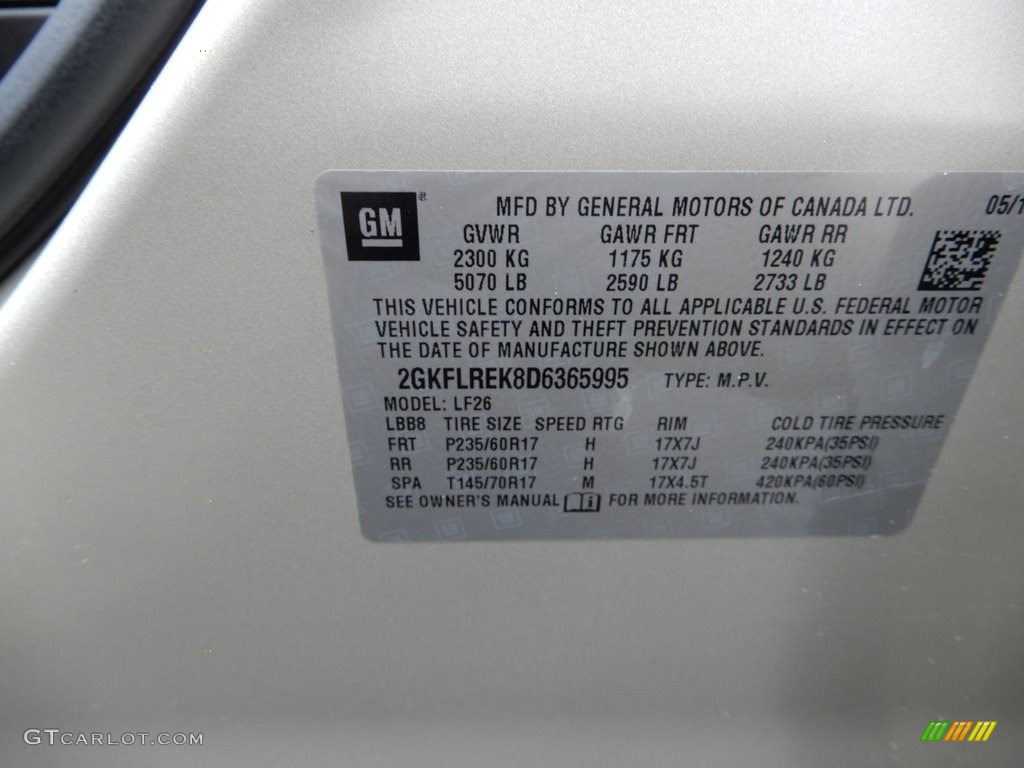 GM ®
MFD BY GENERAL MOTORS OF CANADA LTD. 05/1
GVWR GAWR FRT GAWR RR
2300 KG 1175 KG 1240 KG
5070 LB 2590 LB 2733 LB
THIS VEHICLE CONFORMS TO ALL APPLICABLE U.S. FEDERAL MOTOR
VEHICLE SAFETY AND THEFT PREVENTION STANDARDS IN EFFECT ON
THE DATE OF MANUFACTURE SHOWN ABOVE.
2GKFLREK8D6365995 TYPE: M.P.V.
MODEL: LF26
LBB8 TIRE SIZE SPEED RTG RIM COLD TIRE PRESSURE
FRT P235/60R17 H 17X7J 240KPA(35PSI)
RR P235/60R17 H 17X7J 240KPA(35PSI)
SPA T145/70R17 M 17X4.5T 420KPA(60PSI)
SEE OWNER'S MANUAL FOR MORE INFORMATION.
GTCARLOT.COM